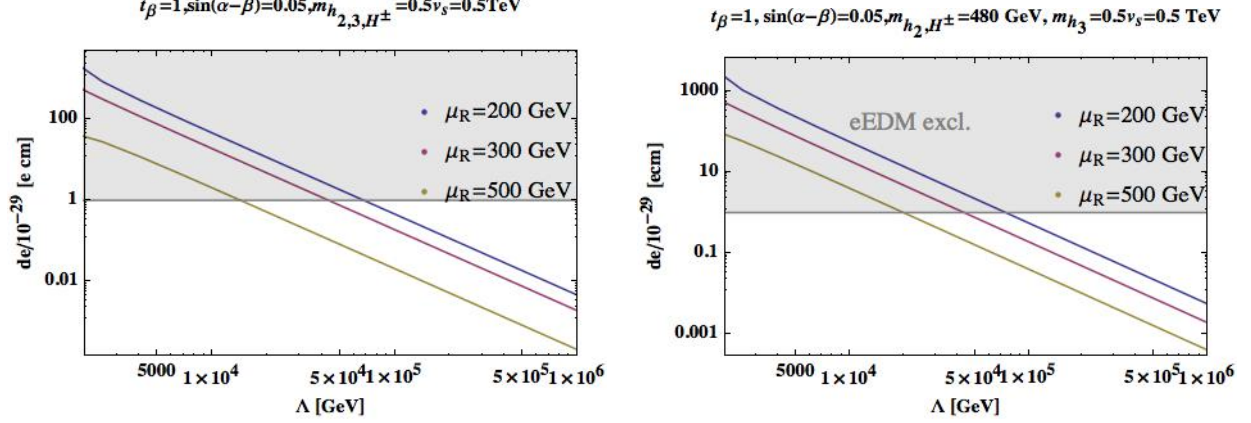 t_β=1,sin(α−β)=0.05,m_{h_{2,3},H^±}=0.5v_s=0.5TeV
100
1
0.01
de/10^{−29} [e cm]
• μ_R=200 GeV
• μ_R=300 GeV
• μ_R=500 GeV
5000 1×10^4 5×10^4 1×10^5 5×10^5 1×10^6
Λ [GeV]
t_β=1, sin(α−β)=0.05,m_{h_2,H^±}=480 GeV, m_{h_3}=0.5v_s=0.5 TeV
1000
10
0.1
0.001
de/10^{−29} [ecm]
eEDM excl.
• μ_R=200 GeV
• μ_R=300 GeV
• μ_R=500 GeV
5000 1×10^4 5×10^4 1×10^5 5×10^5 1×10^6
Λ [GeV]